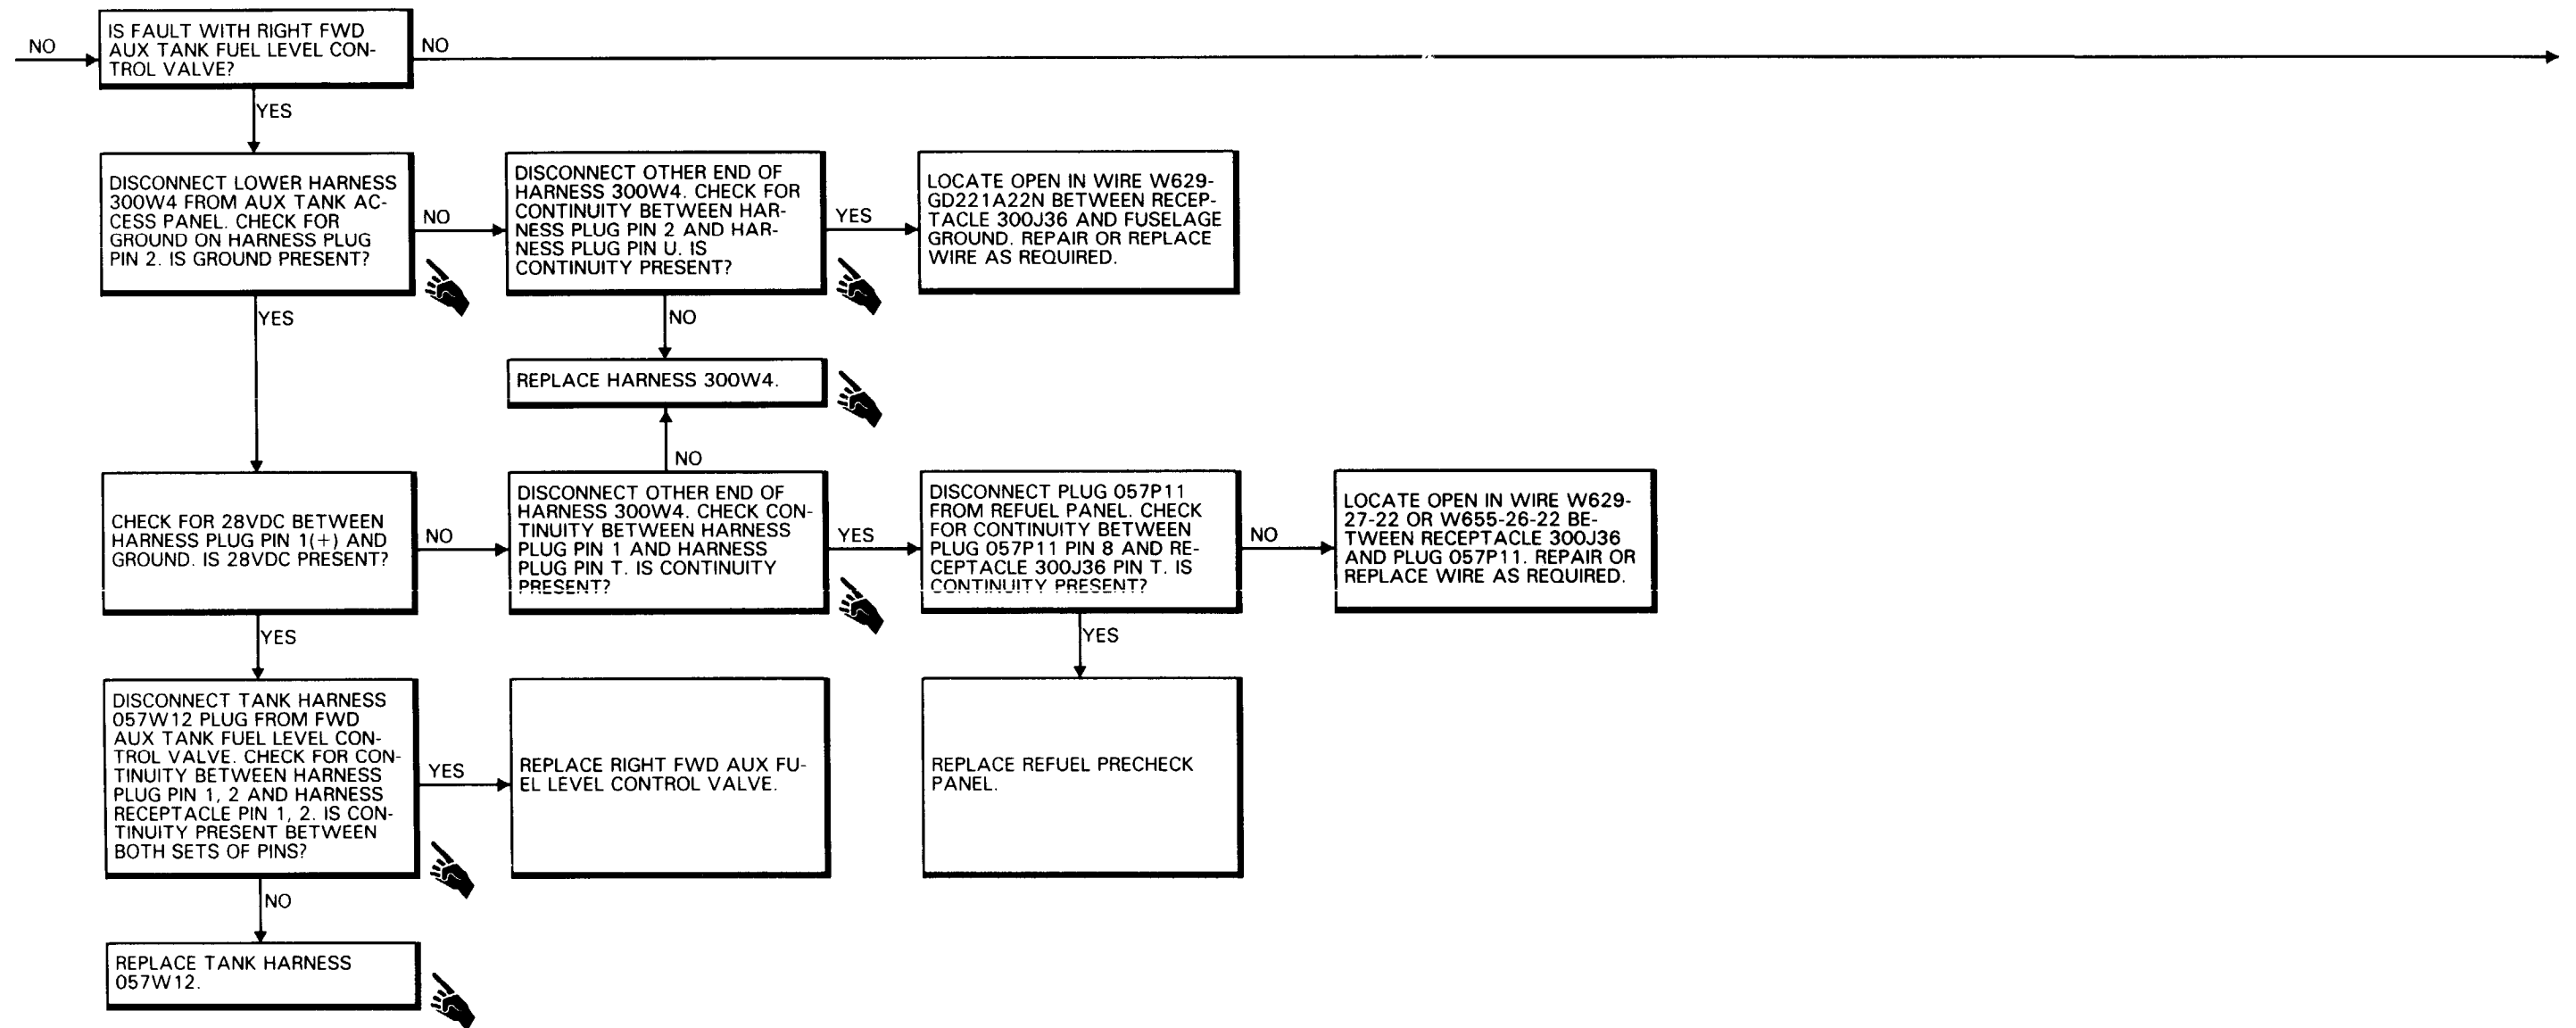 NO
IS FAULT WITH RIGHT FWD
AUX TANK FUEL LEVEL CON-
TROL VALVE?
NO
YES
DISCONNECT LOWER HARNESS
300W4 FROM AUX TANK AC-
CESS PANEL. CHECK FOR
GROUND ON HARNESS PLUG
PIN 2. IS GROUND PRESENT?
NO
DISCONNECT OTHER END OF
HARNESS 300W4. CHECK FOR
CONTINUITY BETWEEN HAR-
NESS PLUG PIN 2 AND HAR-
NESS PLUG PIN U. IS
CONTINUITY PRESENT?
YES
LOCATE OPEN IN WIRE W629-
GD221A22N BETWEEN RECEP-
TACLE 300J36 AND FUSELAGE
GROUND. REPAIR OR REPLACE
WIRE AS REQUIRED.
YES
NO
REPLACE HARNESS 300W4.
NO
CHECK FOR 28VDC BETWEEN
HARNESS PLUG PIN 1(+) AND
GROUND. IS 28VDC PRESENT?
NO
DISCONNECT OTHER END OF
HARNESS 300W4. CHECK CON-
TINUITY BETWEEN HARNESS
PLUG PIN 1 AND HARNESS
PLUG PIN T. IS CONTINUITY
PRESENT?
YES
DISCONNECT PLUG 057P11
FROM REFUEL PANEL. CHECK
FOR CONTINUITY BETWEEN
PLUG 057P11 PIN 8 AND RE-
CEPTACLE 300J36 PIN T. IS
CONTINUITY PRESENT?
NO
LOCATE OPEN IN WIRE W629-
27-22 OR W655-26-22 BE-
TWEEN RECEPTACLE 300J36
AND PLUG 057P11. REPAIR OR
REPLACE WIRE AS REQUIRED.
YES
YES
DISCONNECT TANK HARNESS
057W12 PLUG FROM FWD
AUX TANK FUEL LEVEL CON-
TROL VALVE. CHECK FOR CON-
TINUITY BETWEEN HARNESS
PLUG PIN 1, 2 AND HARNESS
RECEPTACLE PIN 1, 2. IS CON-
TINUITY PRESENT BETWEEN
BOTH SETS OF PINS?
YES
REPLACE RIGHT FWD AUX FU-
EL LEVEL CONTROL VALVE.
REPLACE REFUEL PRECHECK
PANEL.
NO
REPLACE TANK HARNESS
057W12.